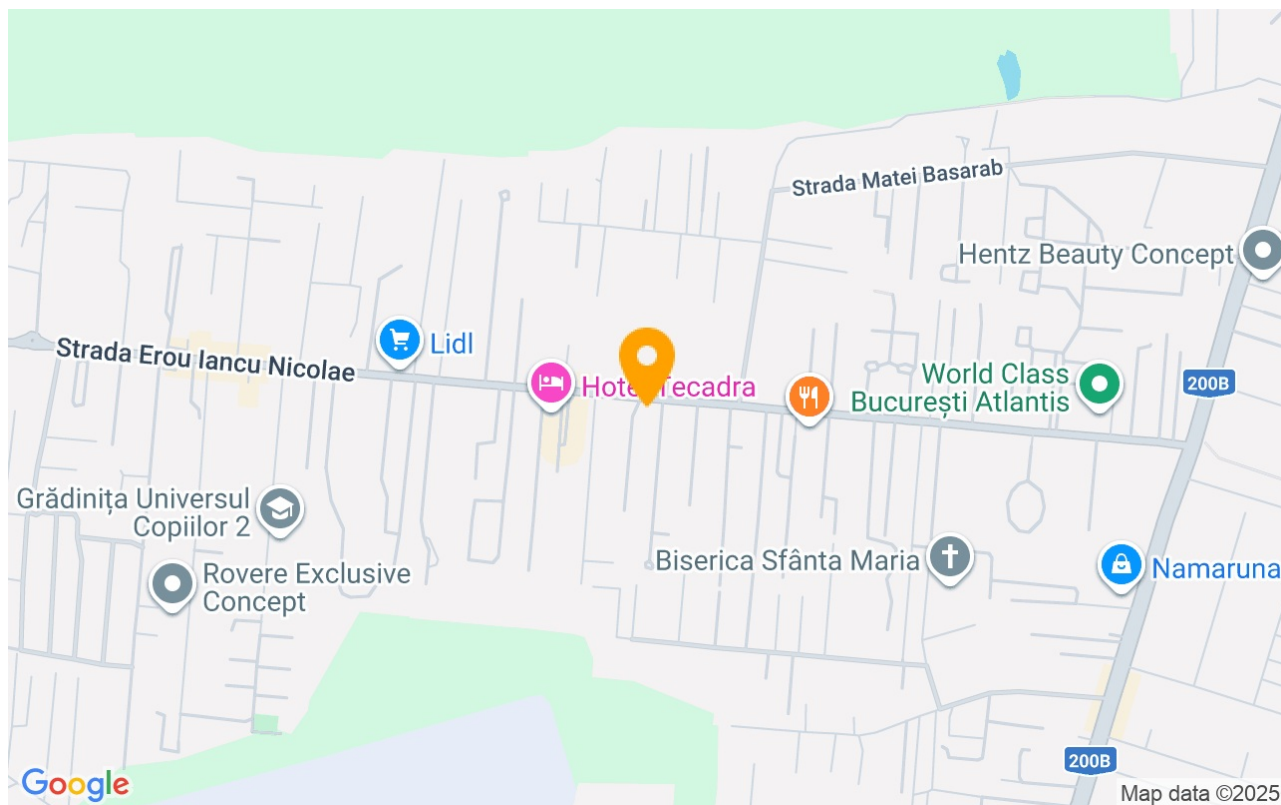 Strada Matei Basarab
Hentz Beauty Concept
Strada Erou Iancu Nicolae
Lidl
Hotel Tecadra
World Class
București Atlantis
200B
Grădinița Universul
Copiilor 2
Rovere Exclusive
Concept
Biserica Sfânta Maria
Namaruna
200B
Google
Map data ©2025